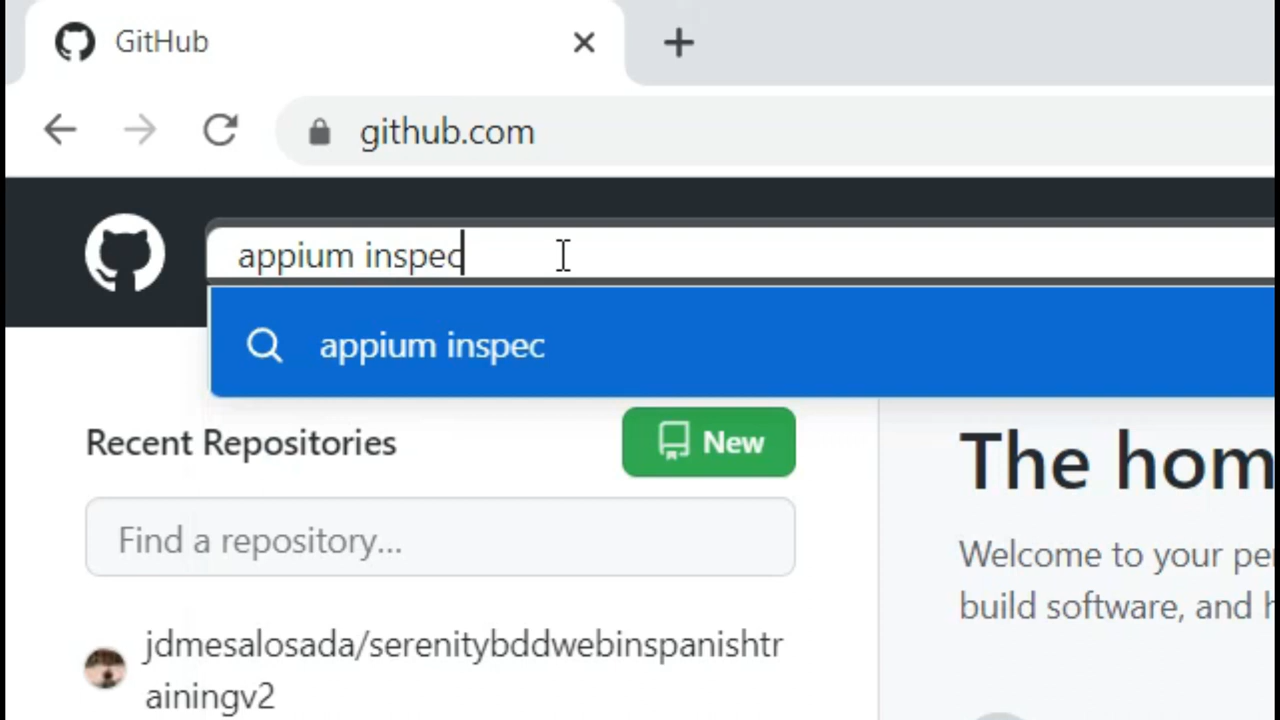 GitHub
github.com
appium inspec
appium inspec
Recent Repositories
New
Find a repository...
jdmesalosada/serenitybddwebinspanishtr
ainingv2
The hom
Welcome to your pe
build software, and h